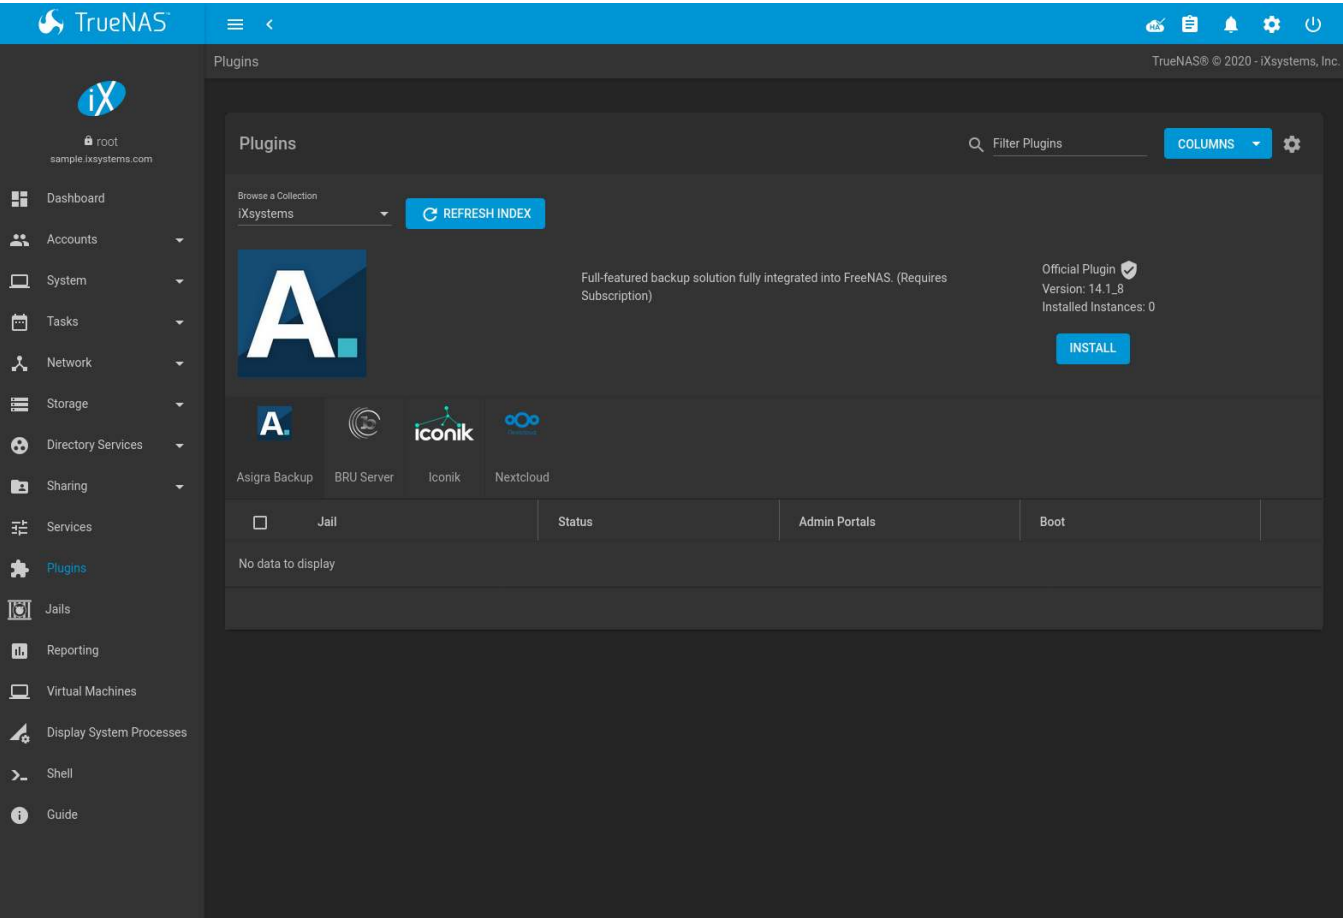 TrueNAS™
HA
Plugins
TrueNAS® © 2020 - iXsystems, Inc.
iX
root
sample.ixsystems.com
Dashboard
Accounts
System
Tasks
Network
Storage
Directory Services
Sharing
Services
Plugins
Jails
Reporting
Virtual Machines
Display System Processes
Shell
Guide
Plugins
Filter Plugins
COLUMNS
Browse a Collection
iXsystems
REFRESH INDEX
A.
Full-featured backup solution fully integrated into FreeNAS. (Requires
Subscription)
Official Plugin
Version: 14.1_8
Installed Instances: 0
INSTALL
A.
iconik
Asigra Backup
BRU Server
Iconik
Nextcloud
Jail
Status
Admin Portals
Boot
No data to display